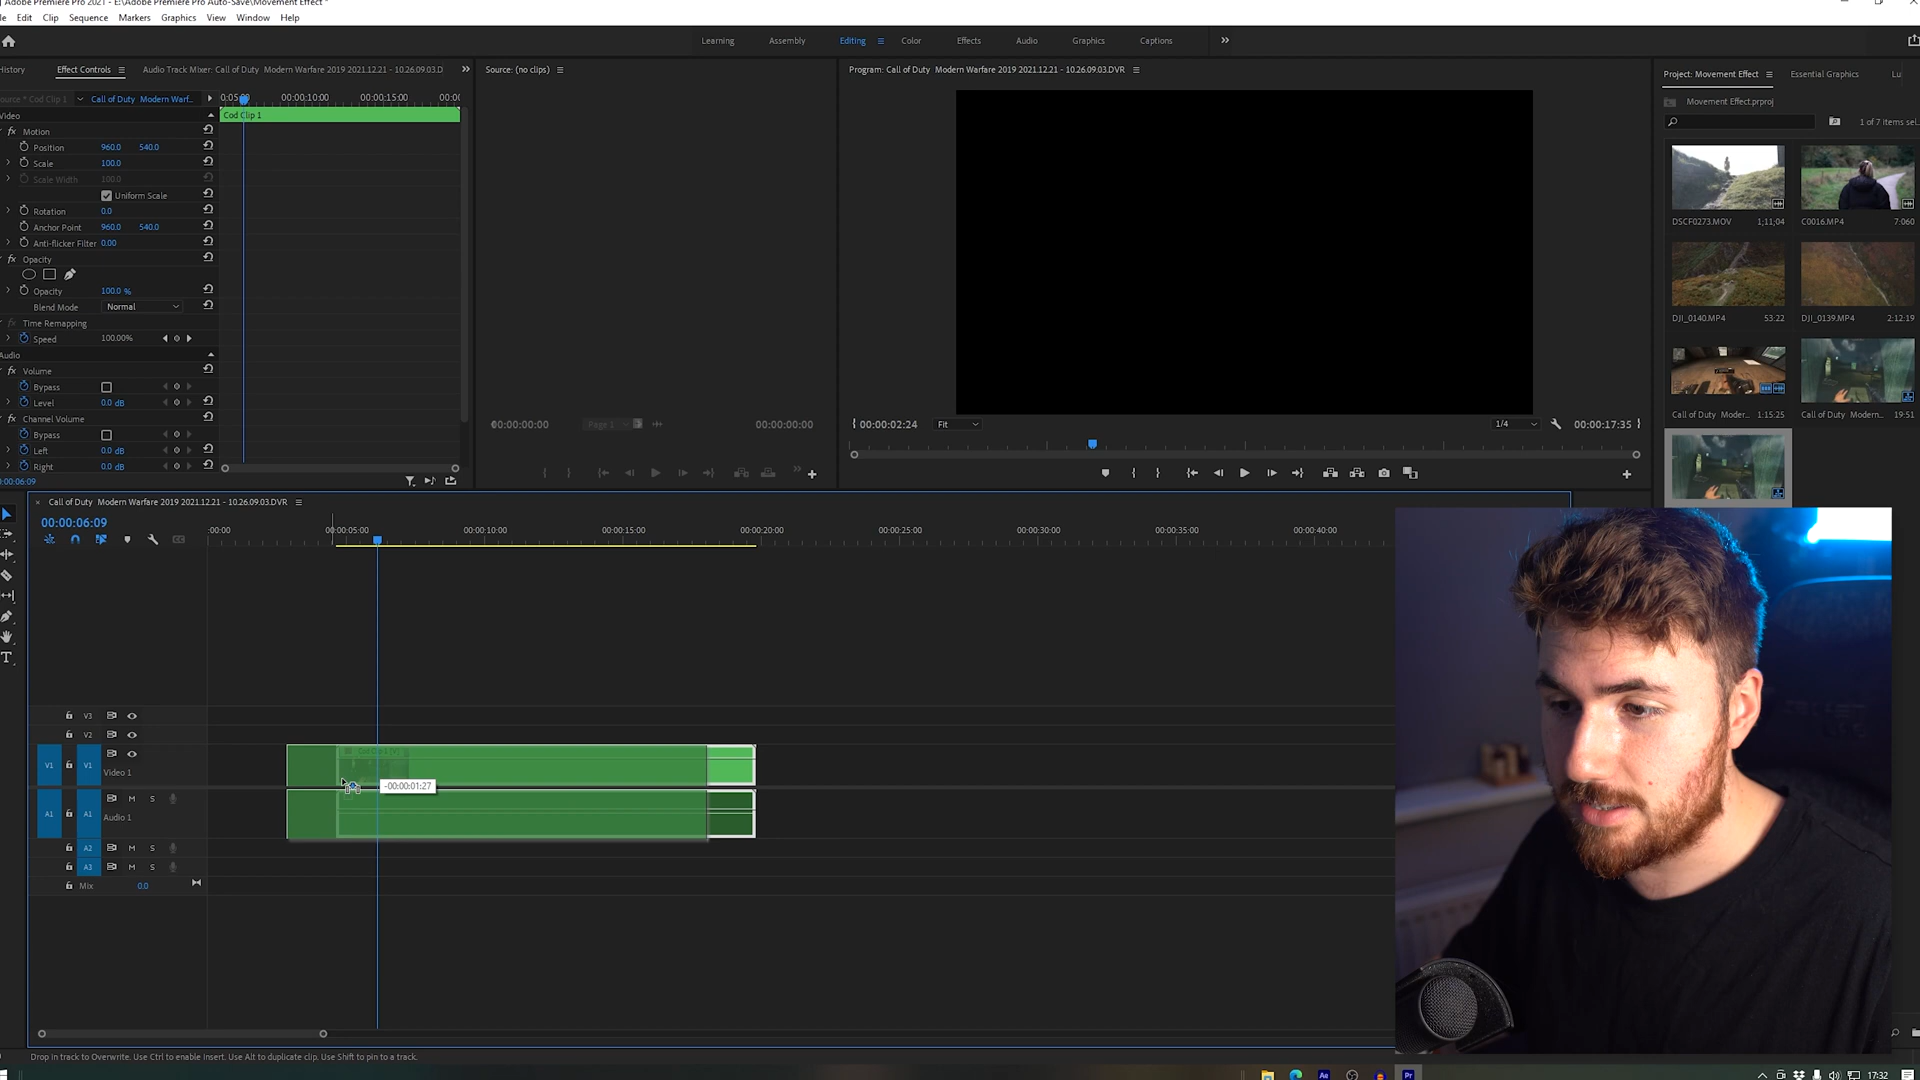 Adobe Premiere Pro 2021 - E:\Adobe Premiere Pro Auto-Save\Movement Effect *
Edit Clip Sequence Markers Graphics View Window Help
Learning Assembly Editing Color Effects Audio Graphics Captions
History Effect Controls Audio Track Mixer: Call of Duty Modern Warfare 2019 2021.12.21 - 10.26.09.03.D
Source: (no clips)
Program: Call of Duty Modern Warfare 2019 2021.12.21 - 10.26.09.03.DVR
Project: Movement Effect Essential Graphics Lu
Cod Clip 1 Call of Duty Modern Warf... 00:00:10:00 00:00:15:00
Movement Effect.prproj
Video Cod Clip 1
1 of 7 items sel...
fx Motion
Position 960.0 540.0
Scale 100.0
Scale Width 100.0
Uniform Scale
Rotation 0.0
Anchor Point 960.0 540.0
Anti-flicker Filter 0.00
fx Opacity
Opacity 100.0 %
Blend Mode Normal
fx Time Remapping
Speed 100.00%
Audio
fx Volume
Bypass
Level 0.0 dB
fx Channel Volume
Bypass
Left 0.0 dB
Right 0.0 dB
00:00:06:09
00:00:00:00 Page 1 00:00:00:00
00:00:02:24 Fit 1/4 00:00:17:35
DSCF0273.MOV 1;11;04
C0016.MP4 7:060
DJI_0140.MP4 53:22
DJI_0139.MP4 2:12:19
Call of Duty Moder... 1:15:25
Call of Duty Modern... 19:51
Call of Duty Modern Warfare 2019 2021.12.21 - 10.26.09.03.DVR
00:00:06:09
:00:00 00:00:05:00 00:00:10:00 00:00:15:00 00:00:20:00 00:00:25:00 00:00:30:00 00:00:35:00 00:00:40:00
V3
V2
V1 V1
Video 1
-00:00:01:27
A1 A1 M S
Audio 1
A2 M S
A3 M S
Mix 0.0
Drop in track to Overwrite. Use Ctrl to enable insert. Use Alt to duplicate clip. Use Shift to pin to a track.
Ae Pr 17:32